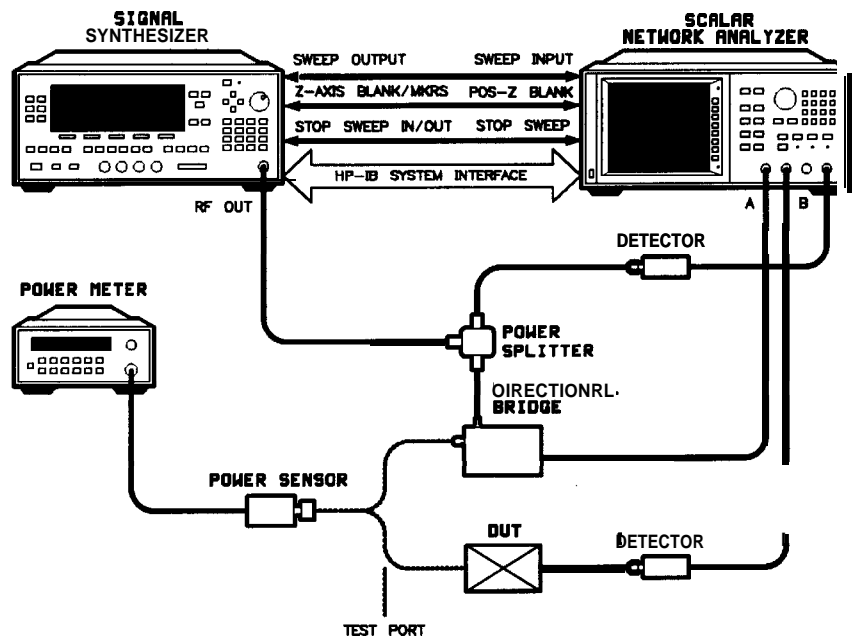 SIGNAL
SYNTHESIZER
SCALAR
NETWORK ANALYZER
SWEEP OUTPUT SWEEP INPUT
Z-AXIS BLANK/MKRS POS-Z BLANK
STOP SWEEP IN/OUT STOP SWEEP
HP-IB SYSTEM INTERFACE
RF OUT
A B
DETECTOR
POWER METER
POWER
SPLITTER
OIRECTIONRL.
BRIDGE
POWER SENSOR
DUT
DETECTOR
TEST PORT